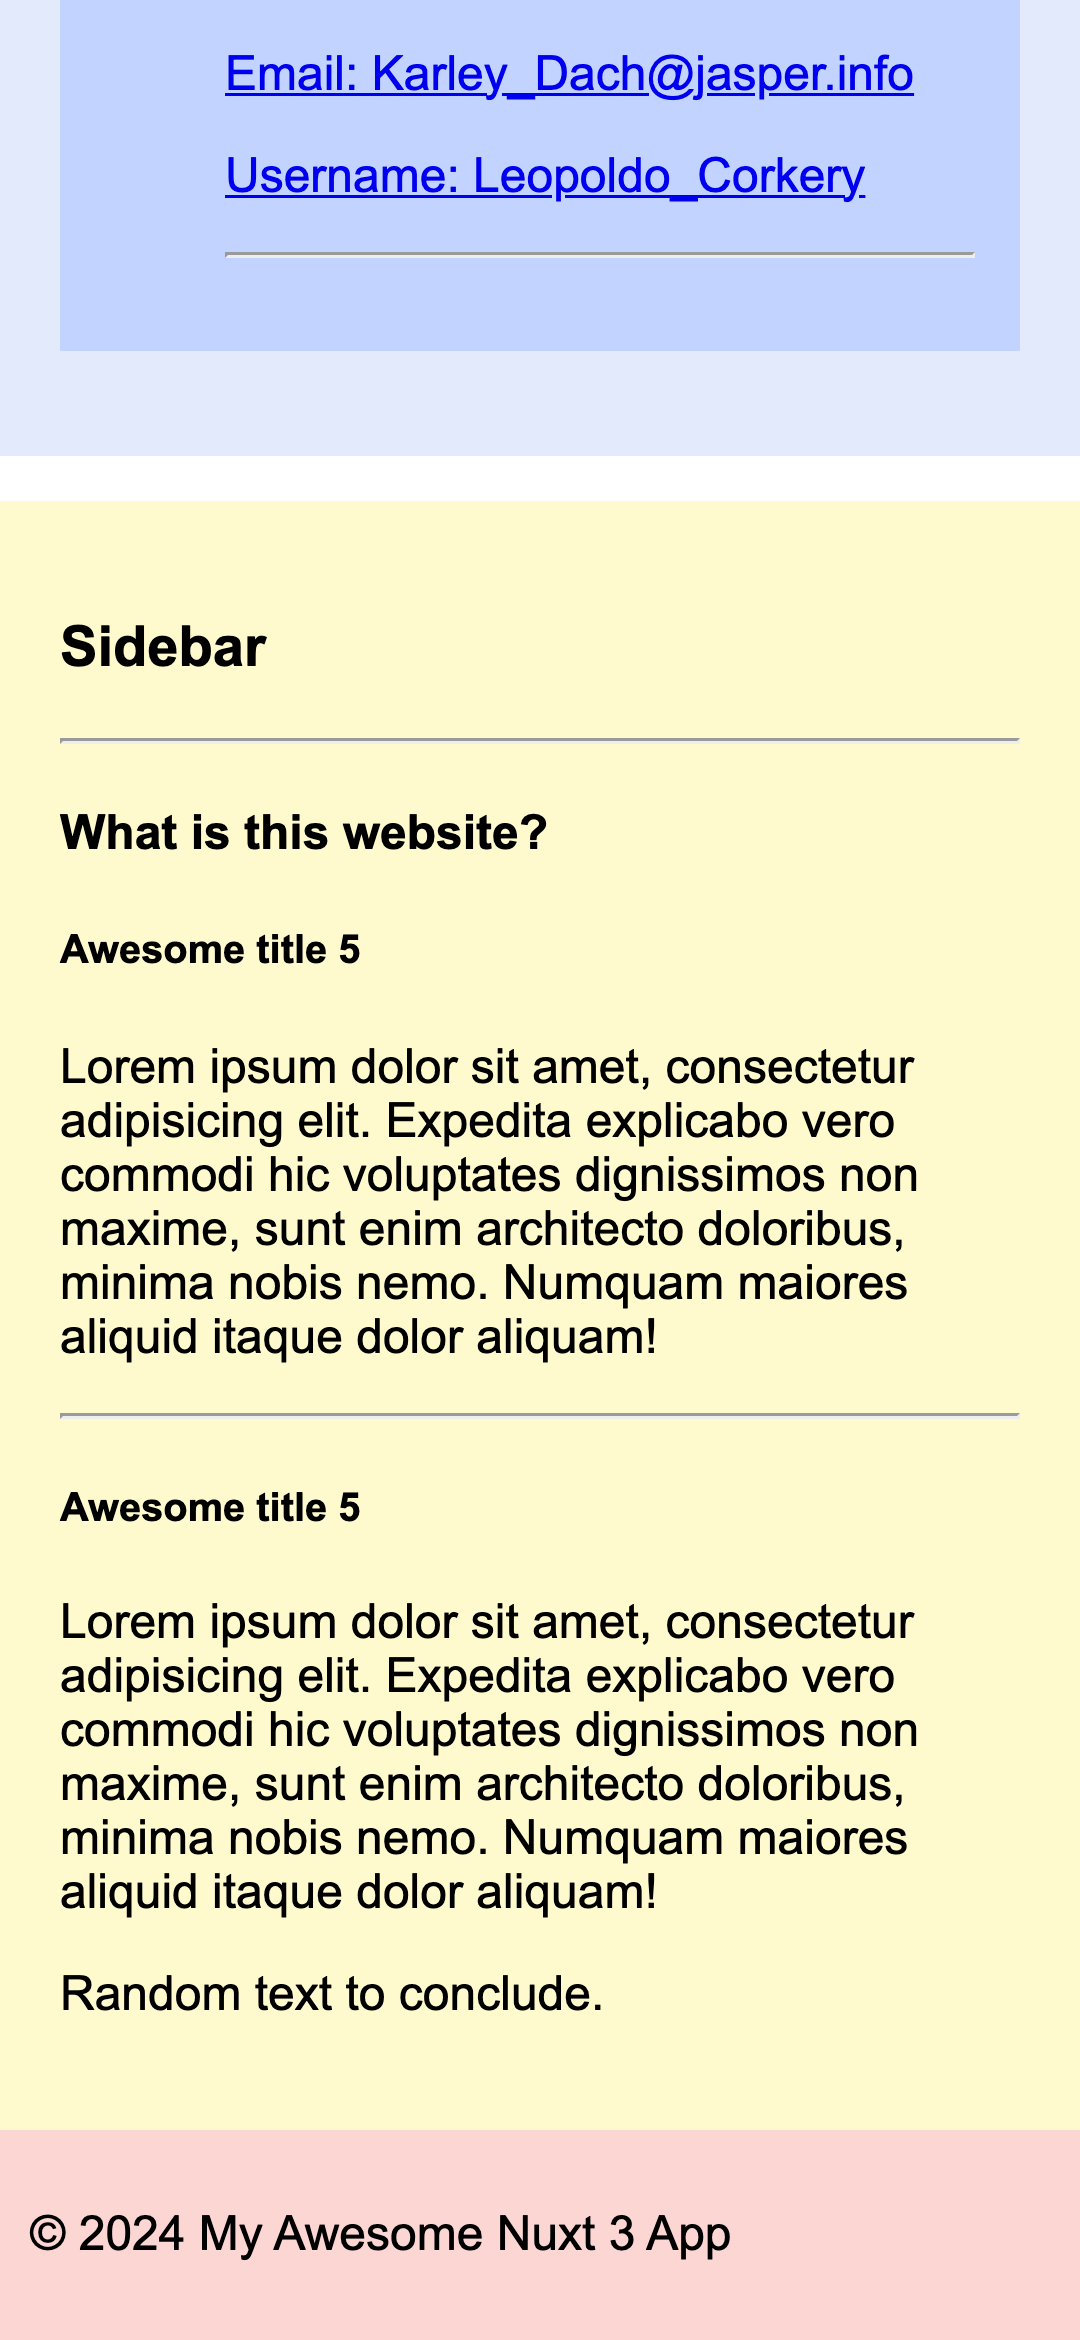 Email: Karley_Dach@jasper.info
Username: Leopoldo_Corkery
Sidebar
What is this website?
Awesome title 5
Lorem ipsum dolor sit amet, consectetur
adipisicing elit. Expedita explicabo vero
commodi hic voluptates dignissimos non
maxime, sunt enim architecto doloribus,
minima nobis nemo. Numquam maiores
aliquid itaque dolor aliquam!
Awesome title 5
Lorem ipsum dolor sit amet, consectetur
adipisicing elit. Expedita explicabo vero
commodi hic voluptates dignissimos non
maxime, sunt enim architecto doloribus,
minima nobis nemo. Numquam maiores
aliquid itaque dolor aliquam!
Random text to conclude.
© 2024 My Awesome Nuxt 3 App